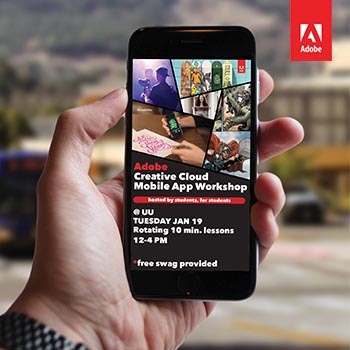 Adobe
Adobe
Creative Cloud
Mobile App Workshop
hosted by students, for students
@ UU
TUESDAY JAN 19
Rotating 10 min. lessons
12-4 PM
*free swag provided